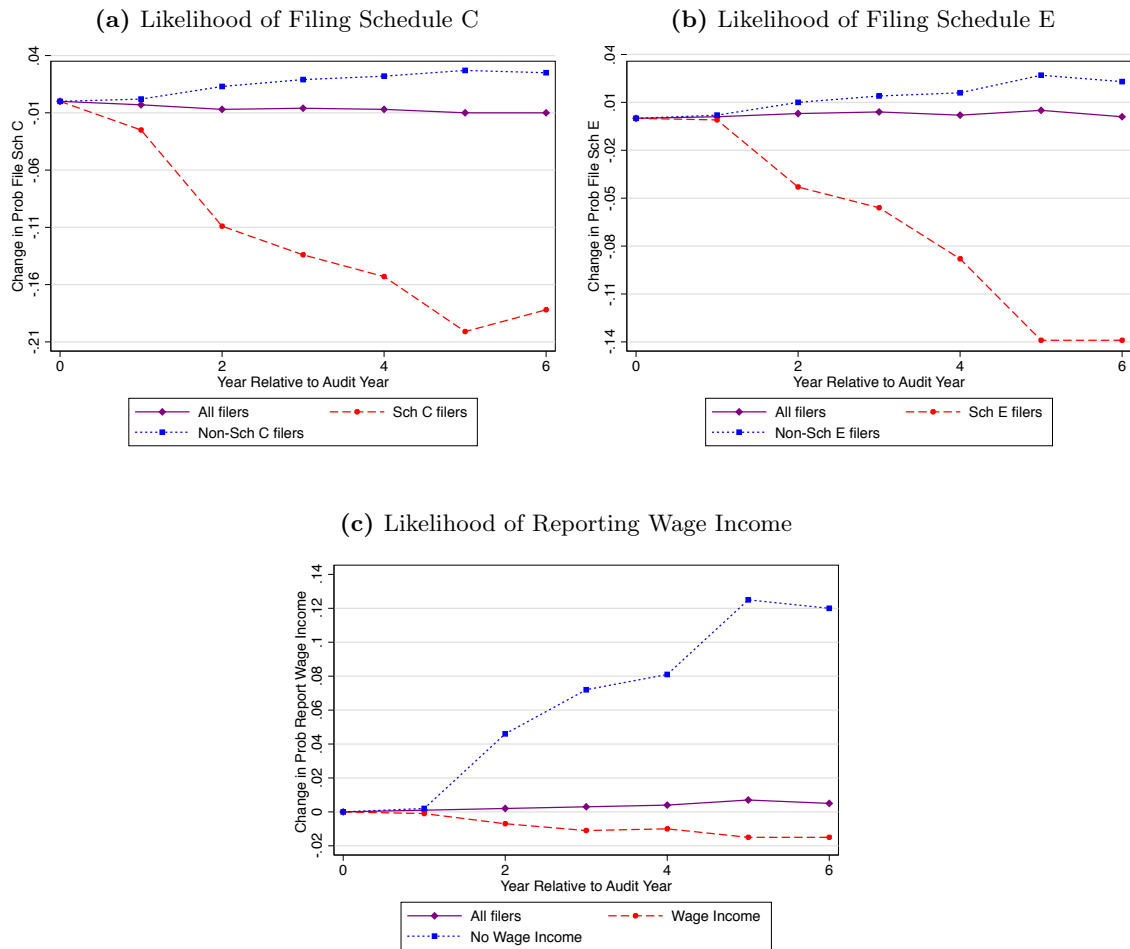 (a) Likelihood of Filing Schedule C
Change in Prob File Sch C
.04
-.01
-.06
-.11
-.16
-.21
0 2 4 6
Year Relative to Audit Year
All filers Sch C filers
Non-Sch C filers
(b) Likelihood of Filing Schedule E
Change in Prob File Sch E
.04
.01
-.02
-.05
-.08
-.11
-.14
0 2 4 6
Year Relative to Audit Year
All filers Sch E filers
Non-Sch E filers
(c) Likelihood of Reporting Wage Income
Change in Prob Report Wage Income
.14
.12
.1
.08
.06
.04
.02
0
-.02
0 2 4 6
Year Relative to Audit Year
All filers Wage Income
No Wage Income